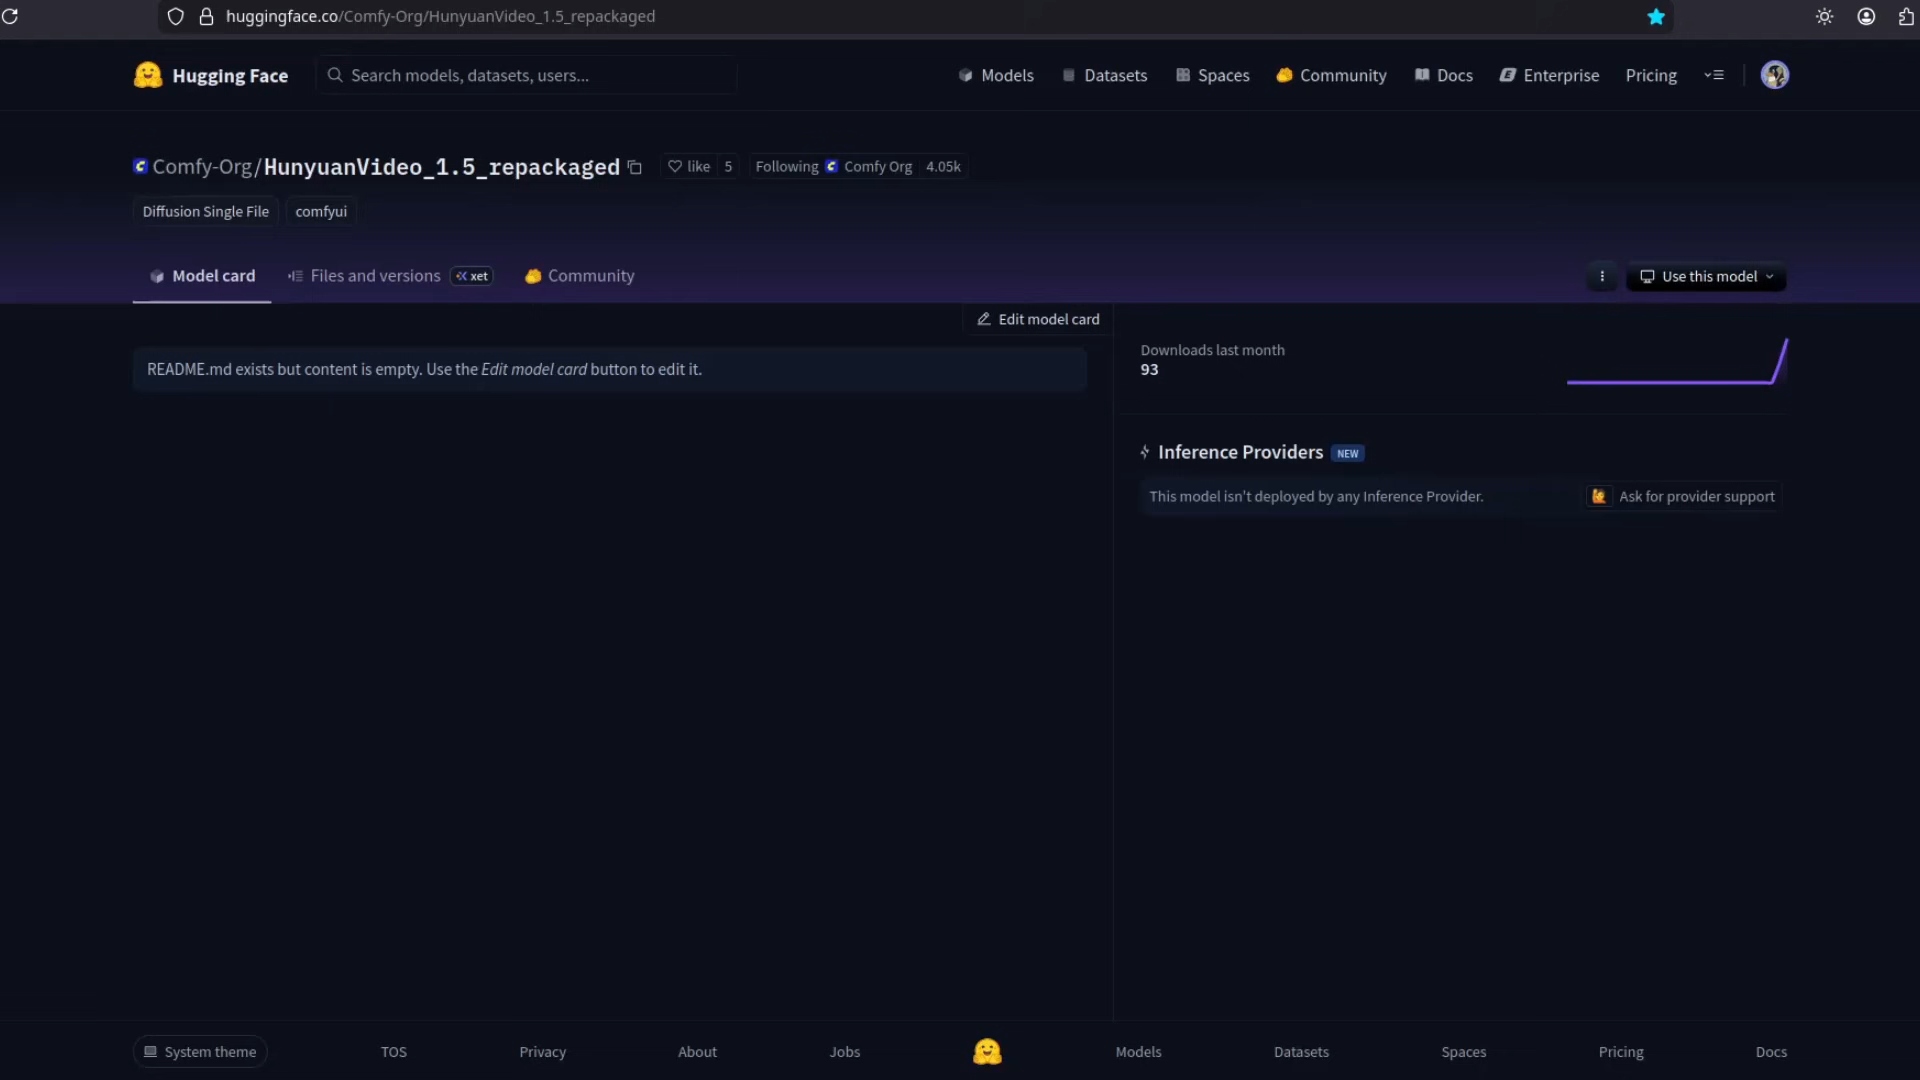 huggingface.co/Comfy-Org/HunyuanVideo_1.5_repackaged
Hugging Face
Search models, datasets, users...
Models
Datasets
Spaces
Community
Docs
Enterprise
Pricing
Comfy-Org/HunyuanVideo_1.5_repackaged
like 5
Following Comfy Org 4.05k
Diffusion Single File
comfyui
Model card
Files and versions xet
Community
Use this model
Edit model card
README.md exists but content is empty. Use the Edit model card button to edit it.
Downloads last month
93
Inference Providers NEW
This model isn't deployed by any Inference Provider.
Ask for provider support
System theme
TOS
Privacy
About
Jobs
Models
Datasets
Spaces
Pricing
Docs